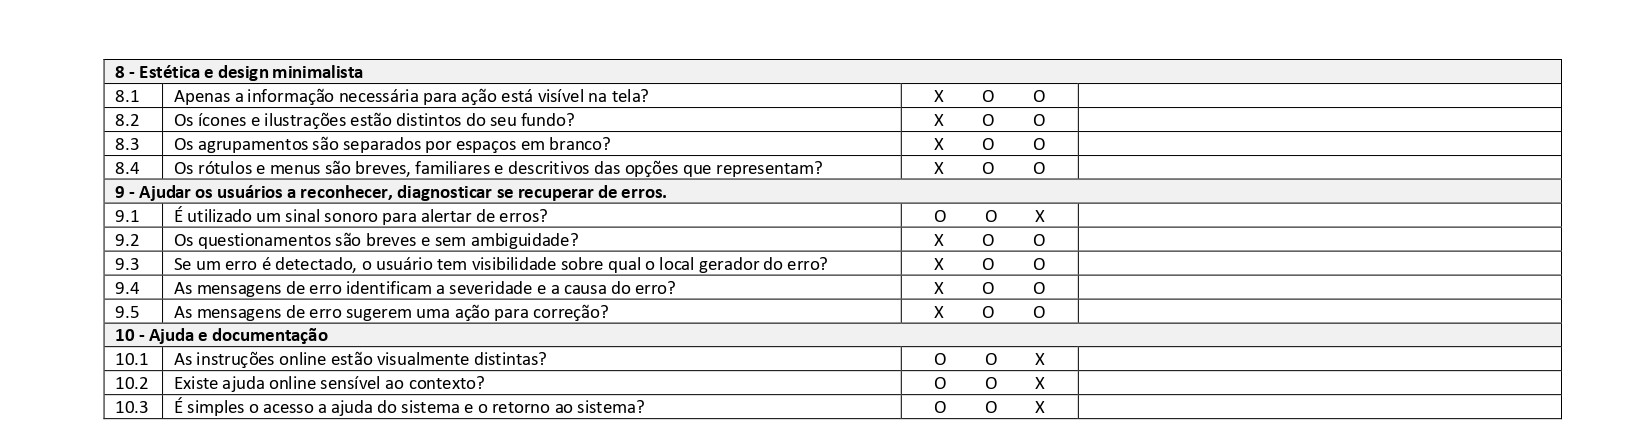 8 - Estética e design minimalista
8.1 Apenas a informação necessária para ação está visível na tela? X O O
8.2 Os ícones e ilustrações estão distintos do seu fundo? X O O
8.3 Os agrupamentos são separados por espaços em branco? X O O
8.4 Os rótulos e menus são breves, familiares e descritivos das opções que representam? X O O
9 - Ajudar os usuários a reconhecer, diagnosticar se recuperar de erros.
9.1 É utilizado um sinal sonoro para alertar de erros? O O X
9.2 Os questionamentos são breves e sem ambiguidade? X O O
9.3 Se um erro é detectado, o usuário tem visibilidade sobre qual o local gerador do erro? X O O
9.4 As mensagens de erro identificam a severidade e a causa do erro? X O O
9.5 As mensagens de erro sugerem uma ação para correção? X O O
10 - Ajuda e documentação
10.1 As instruções online estão visualmente distintas? O O X
10.2 Existe ajuda online sensível ao contexto? O O X
10.3 É simples o acesso a ajuda do sistema e o retorno ao sistema? O O X